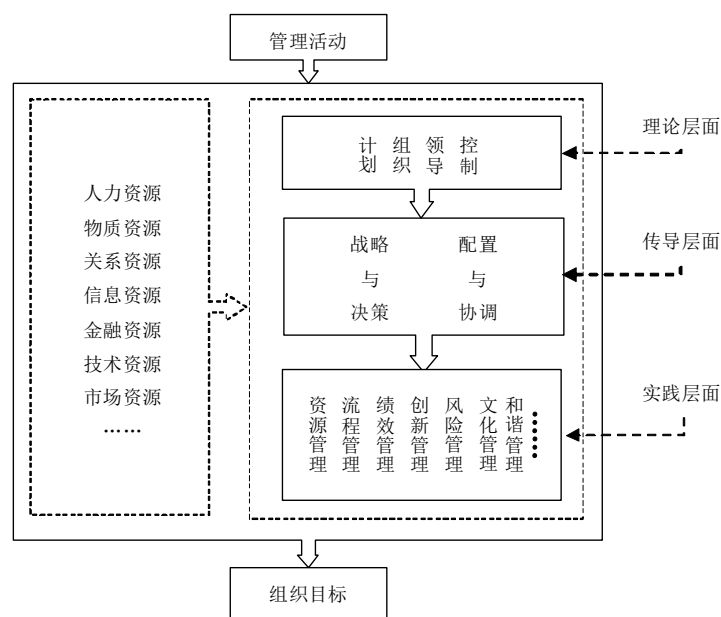 管理活动
人力资源
物质资源
关系资源
信息资源
金融资源
技术资源
市场资源
……
计划
组织
领导
控制
理论层面
战略
与
决策
配置
与
协调
传导层面
资源管理
流程管理
绩效管理
创新管理
风险管理
文化管理
和谐管理
……
实践层面
组织目标